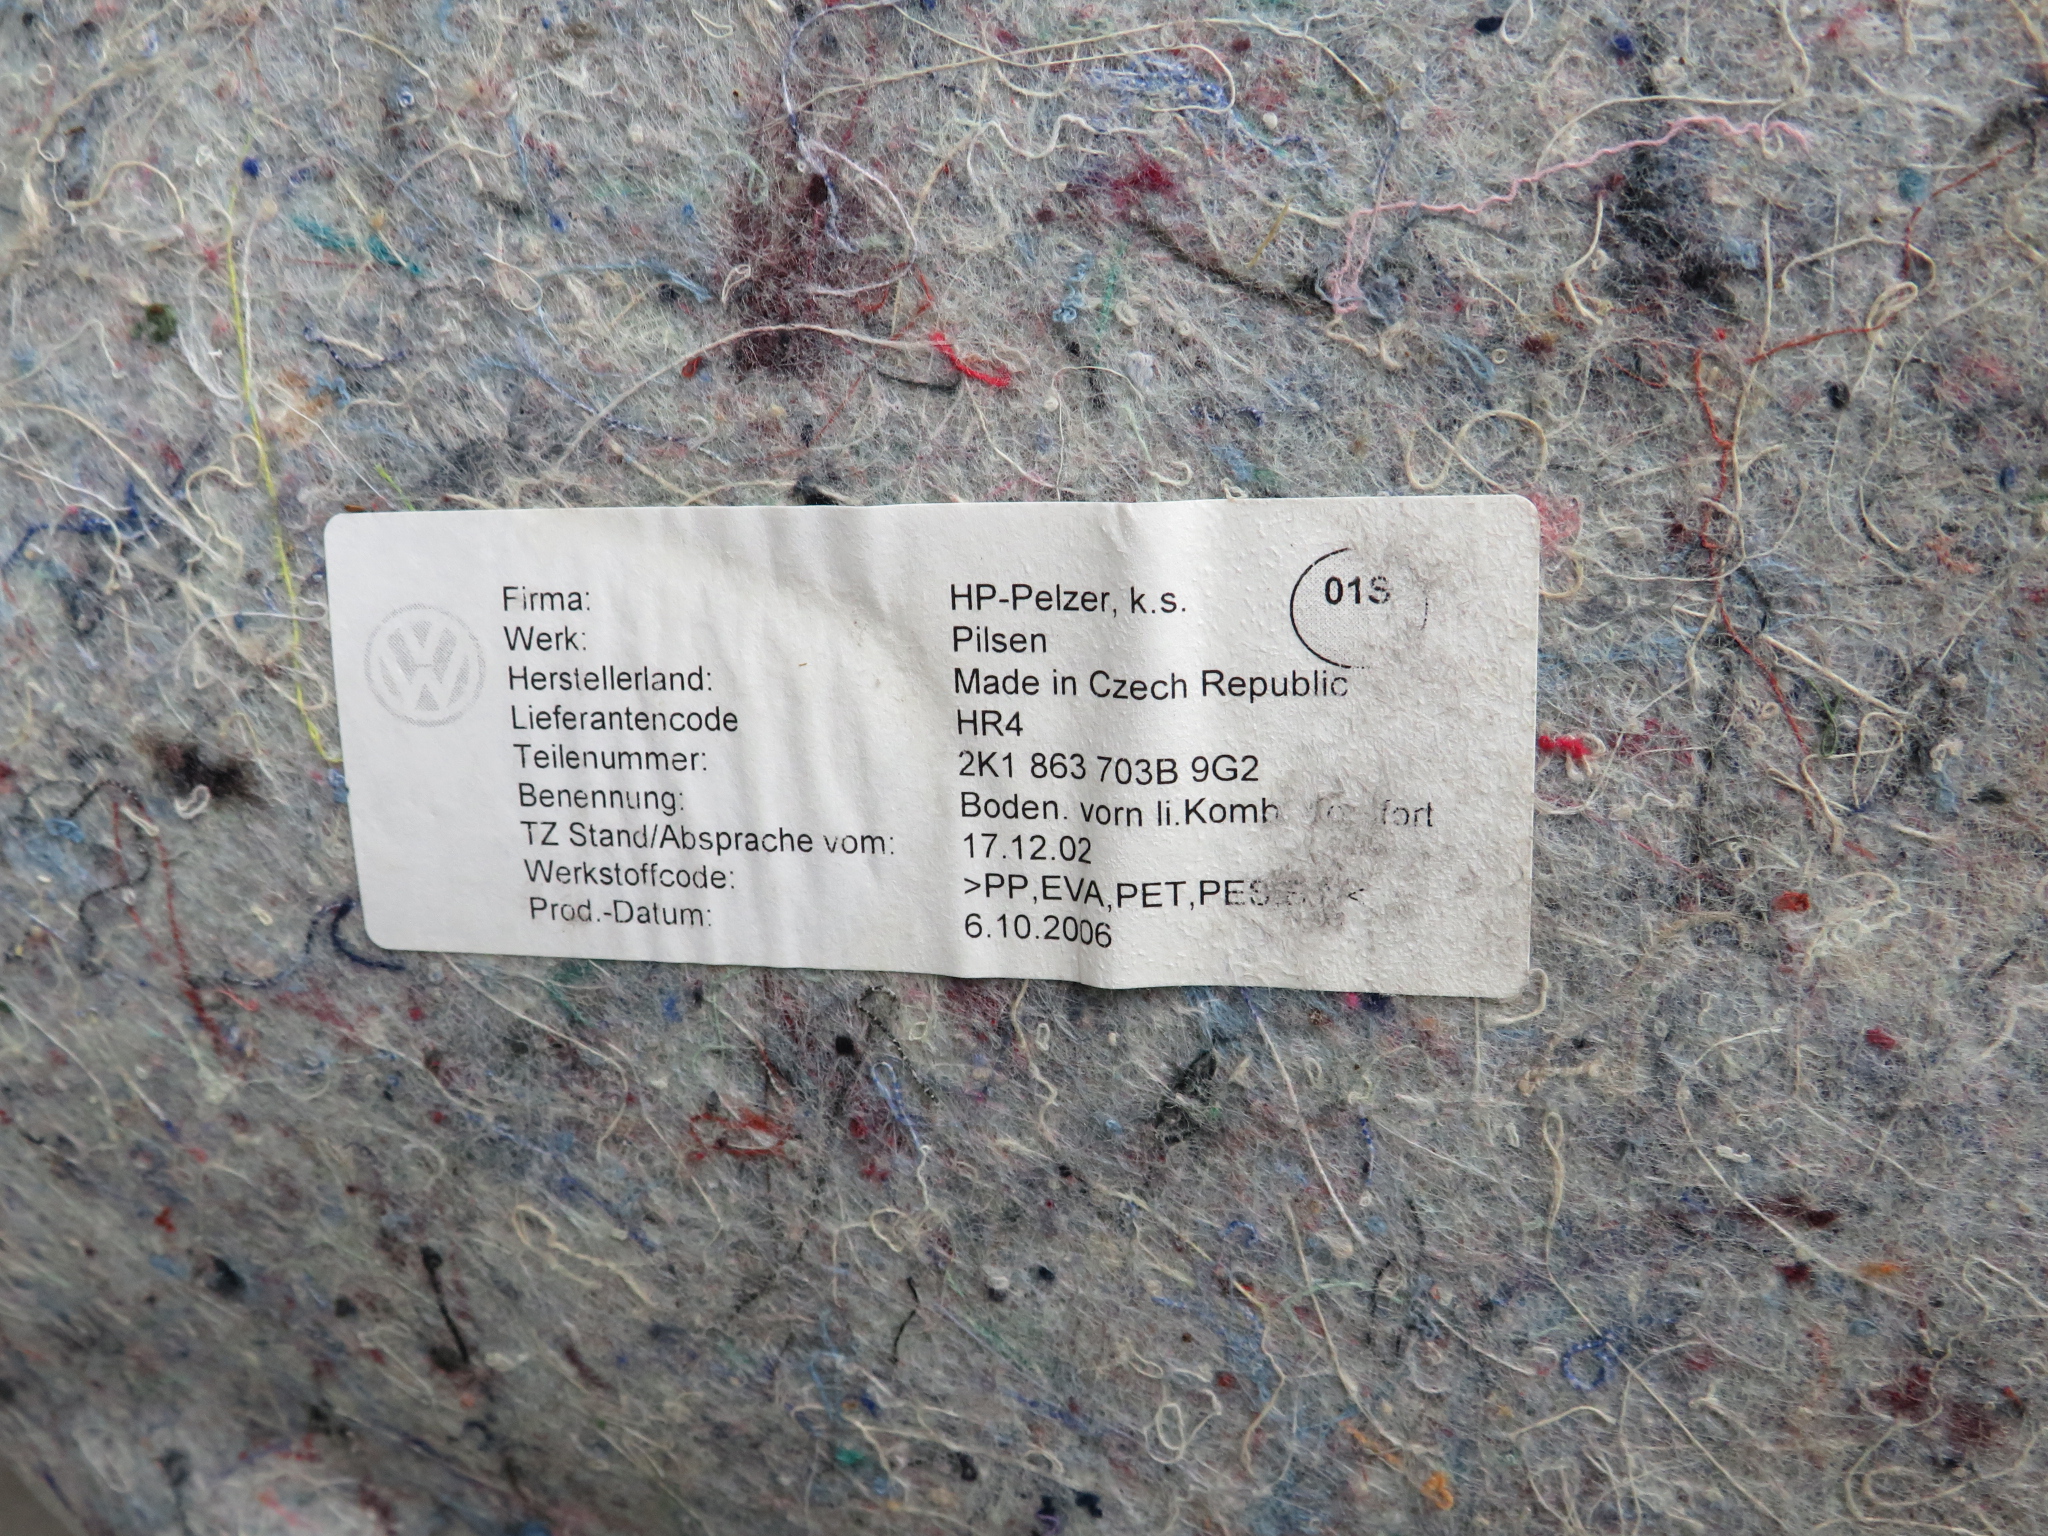 Firma: HP-Pelzer, k.s. 01S
Werk: Pilsen
Herstellerland: Made in Czech Republic
Lieferantencode HR4
Teilenummer: 2K1 863 703B 9G2
Benennung: Boden. vorn li.
TZ Stand/Absprache vom: 17.12.02
Werkstoffcode: >PP,EVA,PET,
Prod.-Datum: 6.10.2006